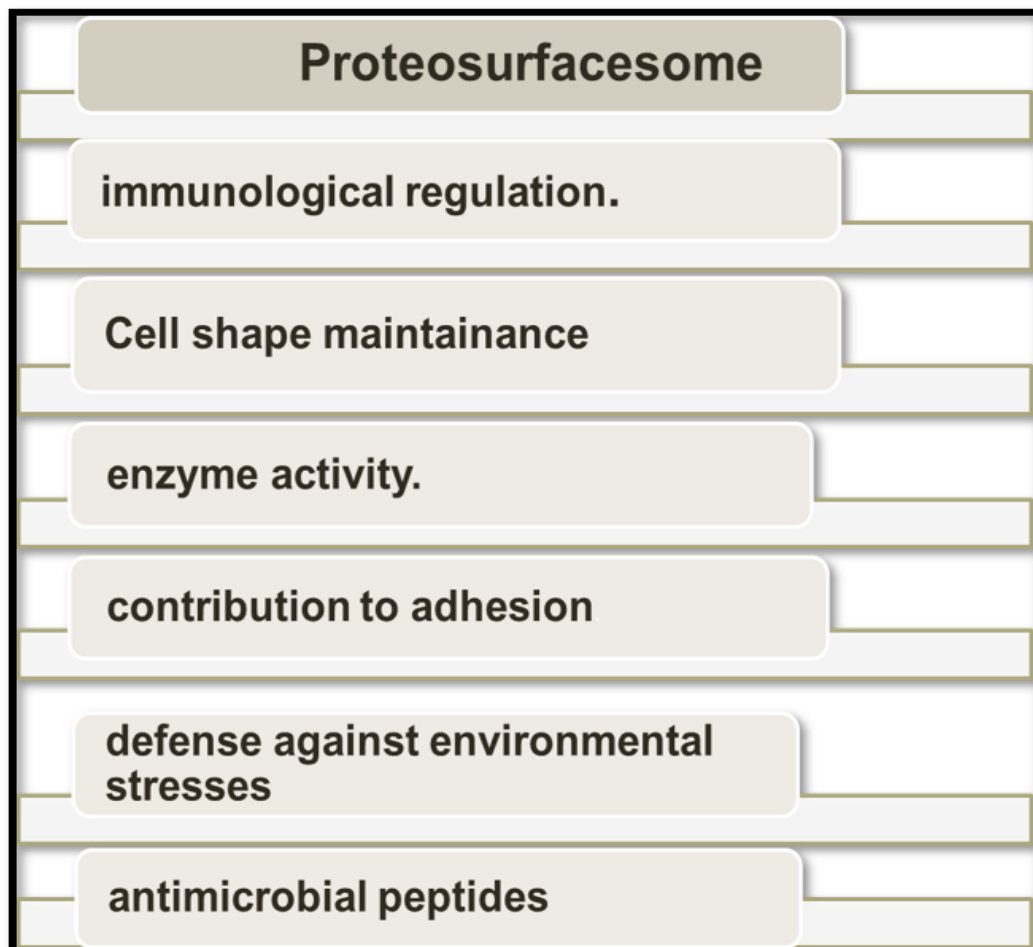 Proteosurfacesome
immunological regulation.
Cell shape maintainance
enzyme activity.
contribution to adhesion
defense against environmental
stresses
antimicrobial peptides